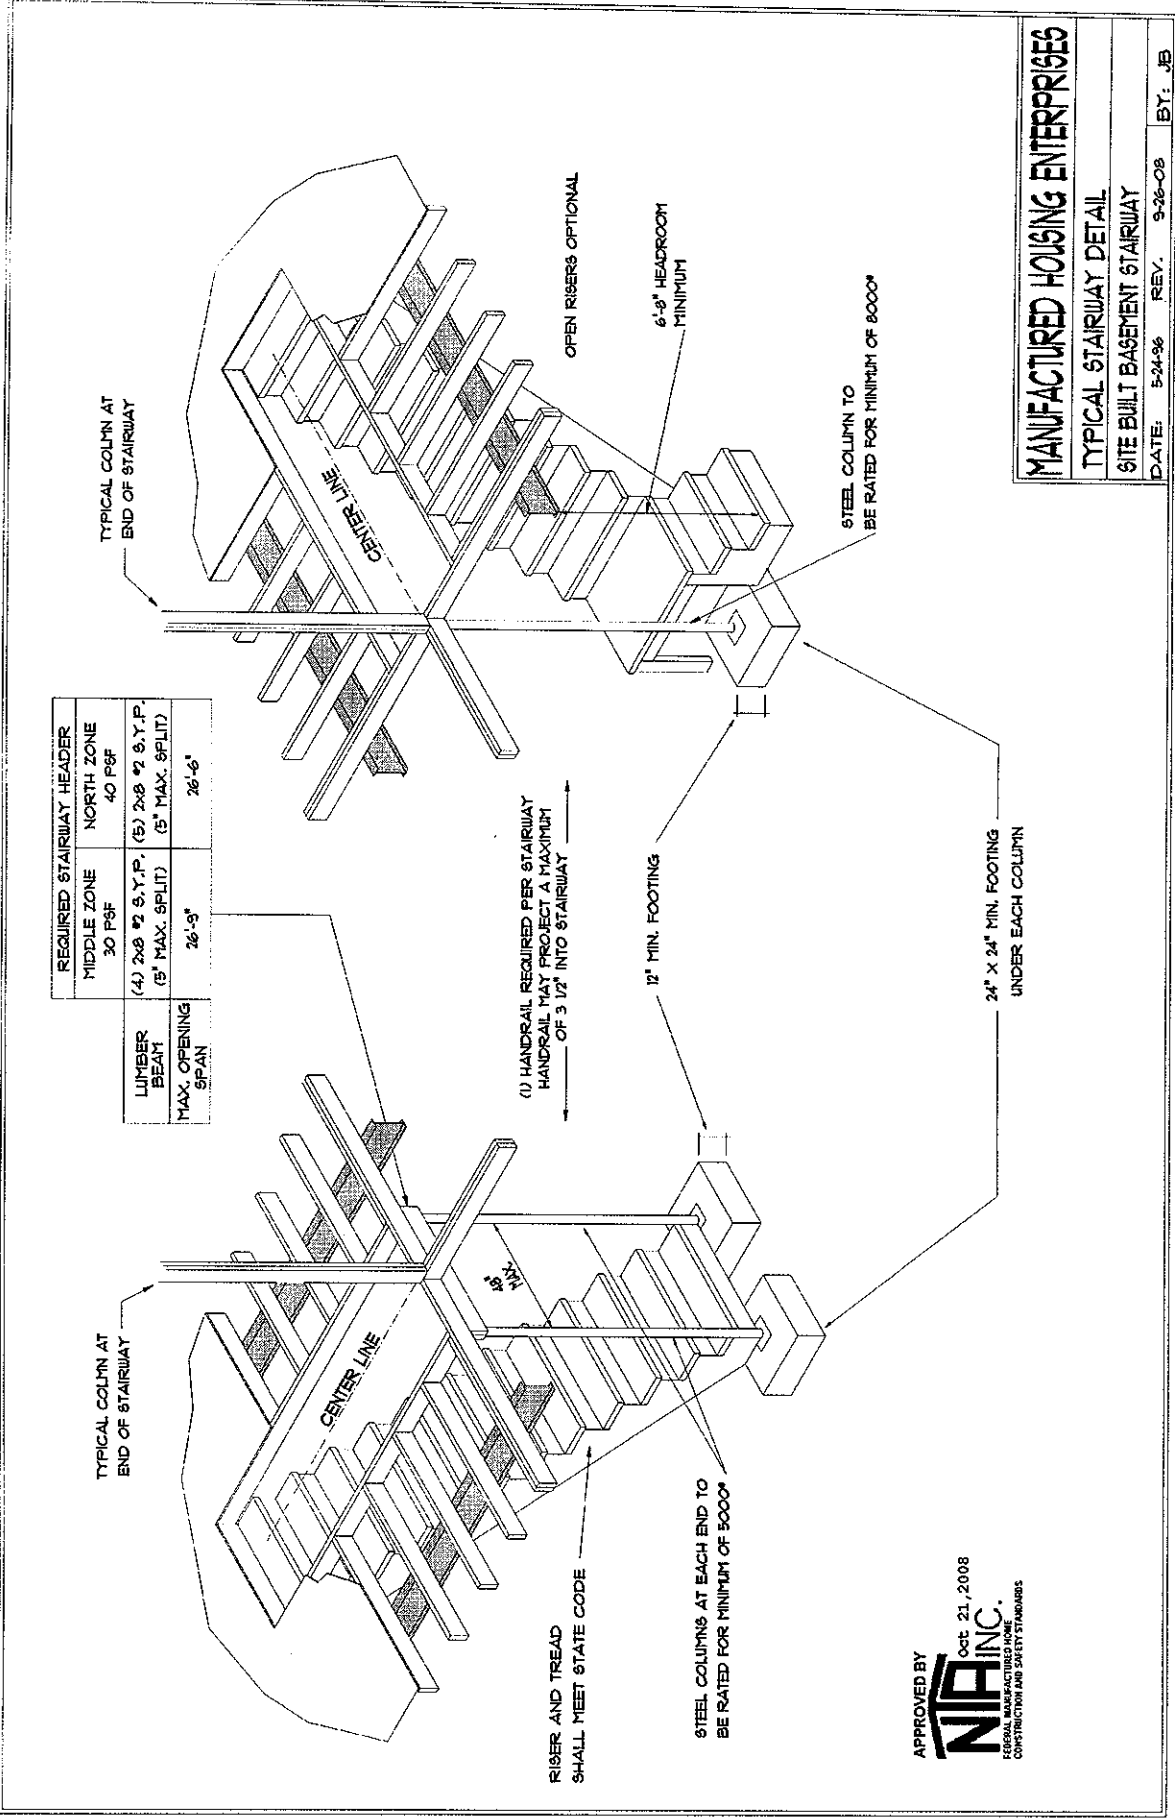 TYPICAL COLMN AT
END OF STAIRWAY
REQUIRED STAIRWAY HEADER
MIDDLE ZONE
30 PSF
NORTH ZONE
40 PSF
LUMBER
BEAM
(4) 2X8 #2 S.Y.P.
(5" MAX. SPLIT)
(5) 2X8 #2 S.Y.P.
(5" MAX. SPLIT)
MAX. OPENING
SPAN
26'-6"
TYPICAL COLMN AT
END OF STAIRWAY
CENTER LINE
CENTER LINE
48"
MAX.
(1) HANDRAIL REQUIRED PER STAIRWAY
HANDRAIL MAY PROJECT A MAXIMUM
OF 3 1/2" INTO STAIRWAY
OPEN RISERS OPTIONAL
RISER AND TREAD
SHALL MEET STATE CODE
12" MIN. FOOTING
6'-8" HEADROOM
MINIMUM
STEEL COLUMNS AT EACH END TO
BE RATED FOR MINIMUM OF 5000#
STEEL COLUMN TO
BE RATED FOR MINIMUM OF 8000#
24" X 24" MIN. FOOTING
UNDER EACH COLUMN
APPROVED BY
NTA INC.
Oct 21,2008
FEDERAL MANUFACTURED HOME
CONSTRUCTION AND SAFETY STANDARDS
MANUFACTURED HOUSING ENTERPRISES
TYPICAL STAIRWAY DETAIL
SITE BUILT BASEMENT STAIRWAY
DATE: 5-24-96 REV. 9-26-08 BY: JB